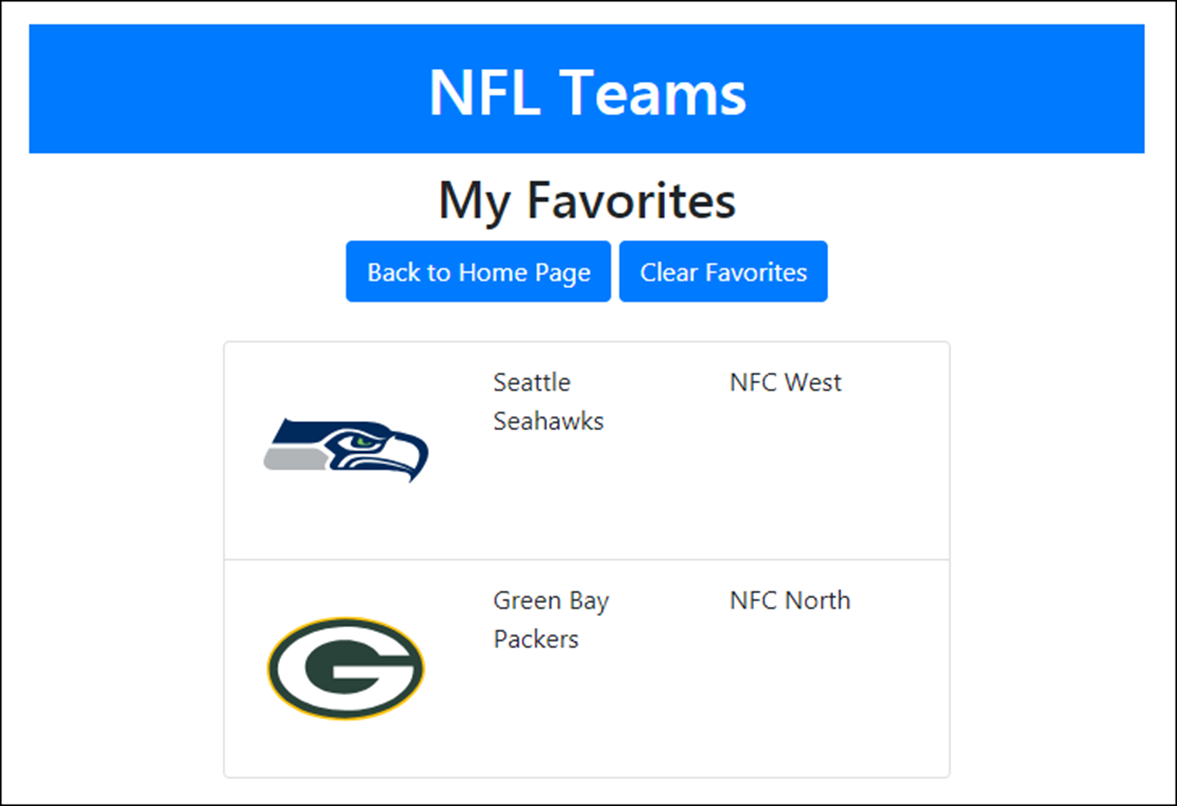 NFL Teams
My Favorites
Back to Home Page Clear Favorites
Seattle NFC West
Seahawks
Green Bay NFC North
Packers
G